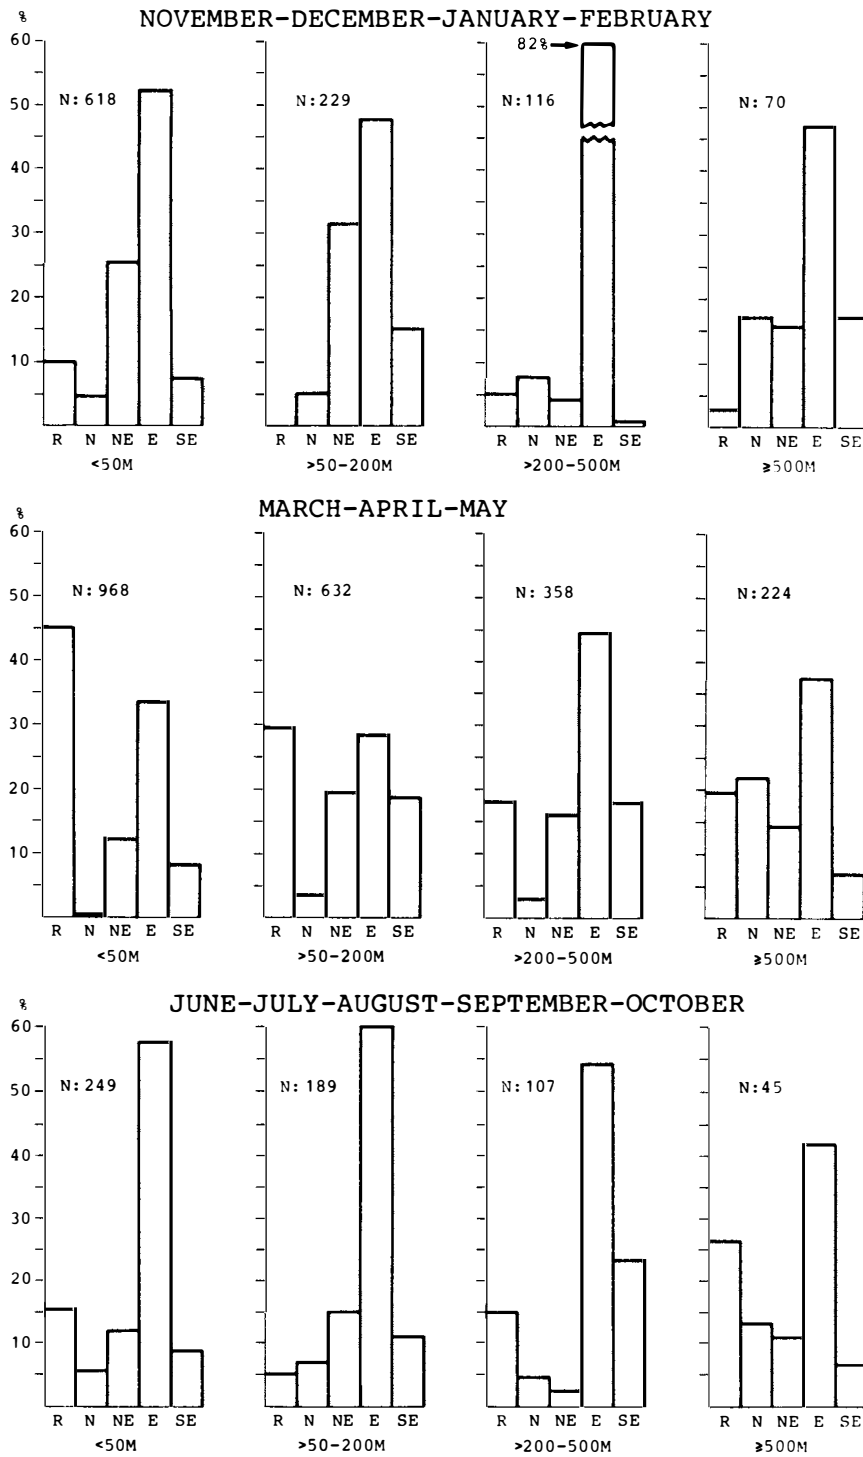 NOVEMBER-DECEMBER-JANUARY-FEBRUARY
%
60
50
40
30
20
10
82%
N:618
N:229
N:116
N:70
R N NE E SE
R N NE E SE
R N NE E SE
R N NE E SE
<50M
>50-200M
>200-500M
≥500M
MARCH-APRIL-MAY
%
60
50
40
30
20
10
N:968
N:632
N:358
N:224
R N NE E SE
R N NE E SE
R N NE E SE
R N NE E SE
<50M
>50-200M
>200-500M
≥500M
JUNE-JULY-AUGUST-SEPTEMBER-OCTOBER
%
60
50
40
30
20
10
N:249
N:189
N:107
N:45
R N NE E SE
R N NE E SE
R N NE E SE
R N NE E SE
<50M
>50-200M
>200-500M
≥500M